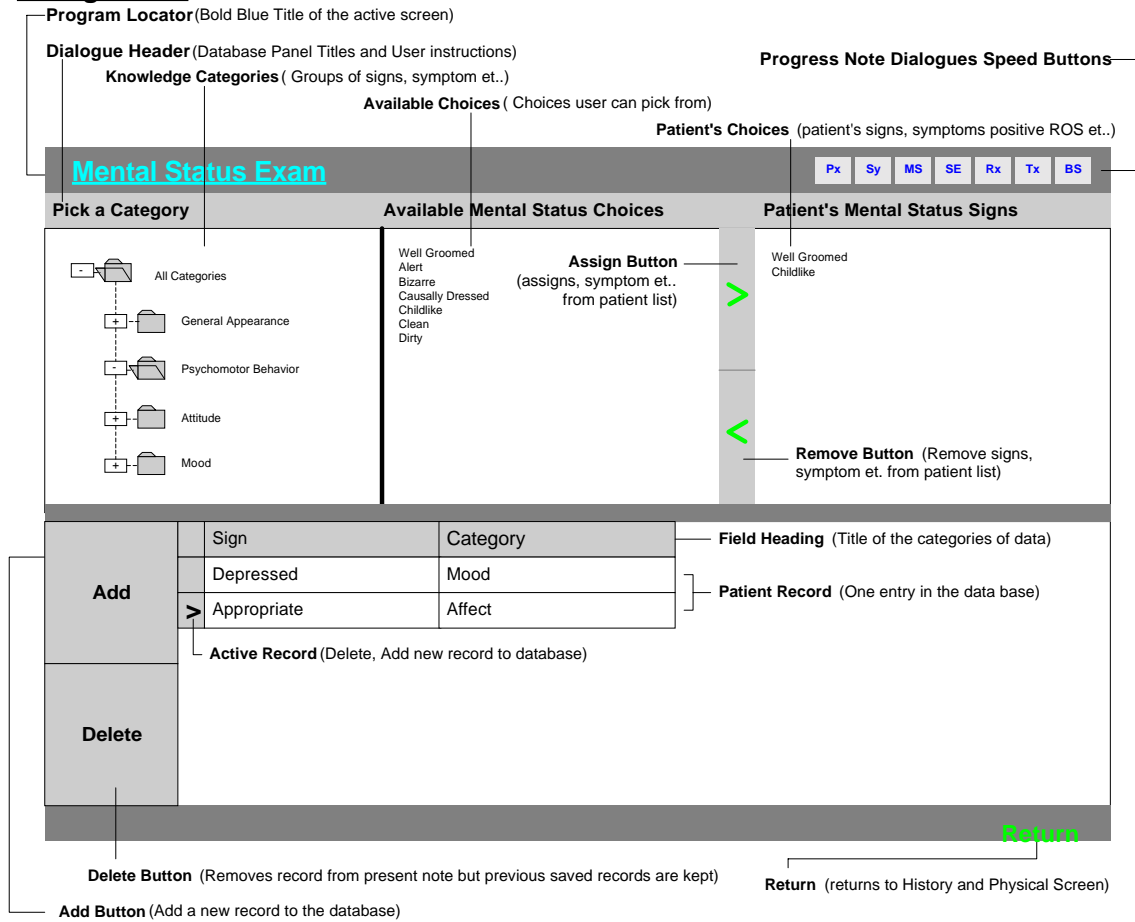 Program Locator (Bold Blue Title of the active screen)
Dialogue Header (Database Panel Titles and User instructions)
Progress Note Dialogues Speed Buttons
Knowledge Categories ( Groups of signs, symptom et..)
Available Choices ( Choices user can pick from)
Patient's Choices (patient's signs, symptoms positive ROS et..)
Mental Status Exam
Px Sy MS SE Rx Tx BS
Pick a Category
Available Mental Status Choices
Patient's Mental Status Signs
- All Categories
+ General Appearance
- Psychomotor Behavior
+ Attitude
+ Mood
Well Groomed
Alert
Bizarre
Causally Dressed
Childlike
Clean
Dirty
Assign Button
(assigns, symptom et..
from patient list)
>
<
Well Groomed
Childlike
Remove Button (Remove signs,
symptom et. from patient list)
Add
Delete
Sign Category
Depressed Mood
> Appropriate Affect
Field Heading (Title of the categories of data)
Patient Record (One entry in the data base)
Active Record (Delete, Add new record to database)
Return
Delete Button (Removes record from present note but previous saved records are kept)
Return (returns to History and Physical Screen)
Add Button (Add a new record to the database)